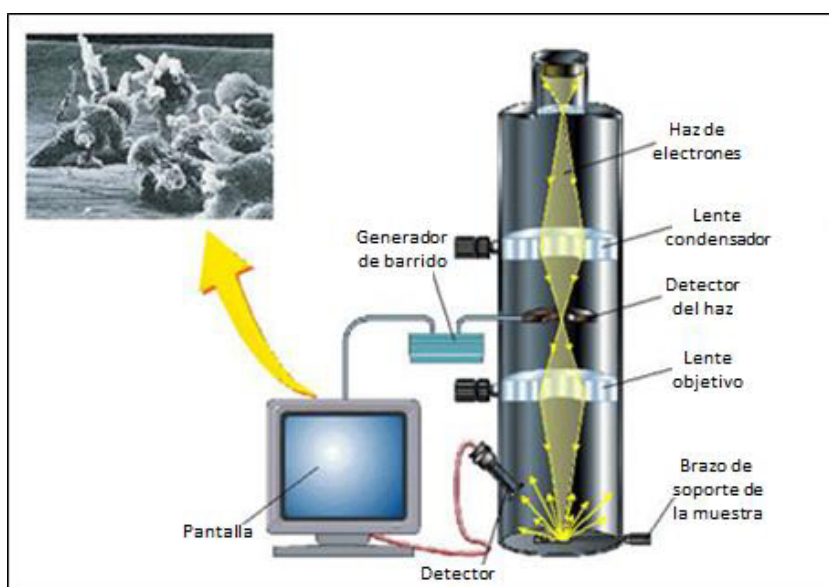 Haz de
electrones
Lente
condensador
Generador
de barrido
Detector
del haz
Lente
objetivo
Brazo de
soporte de
la muestra
Pantalla
Detector